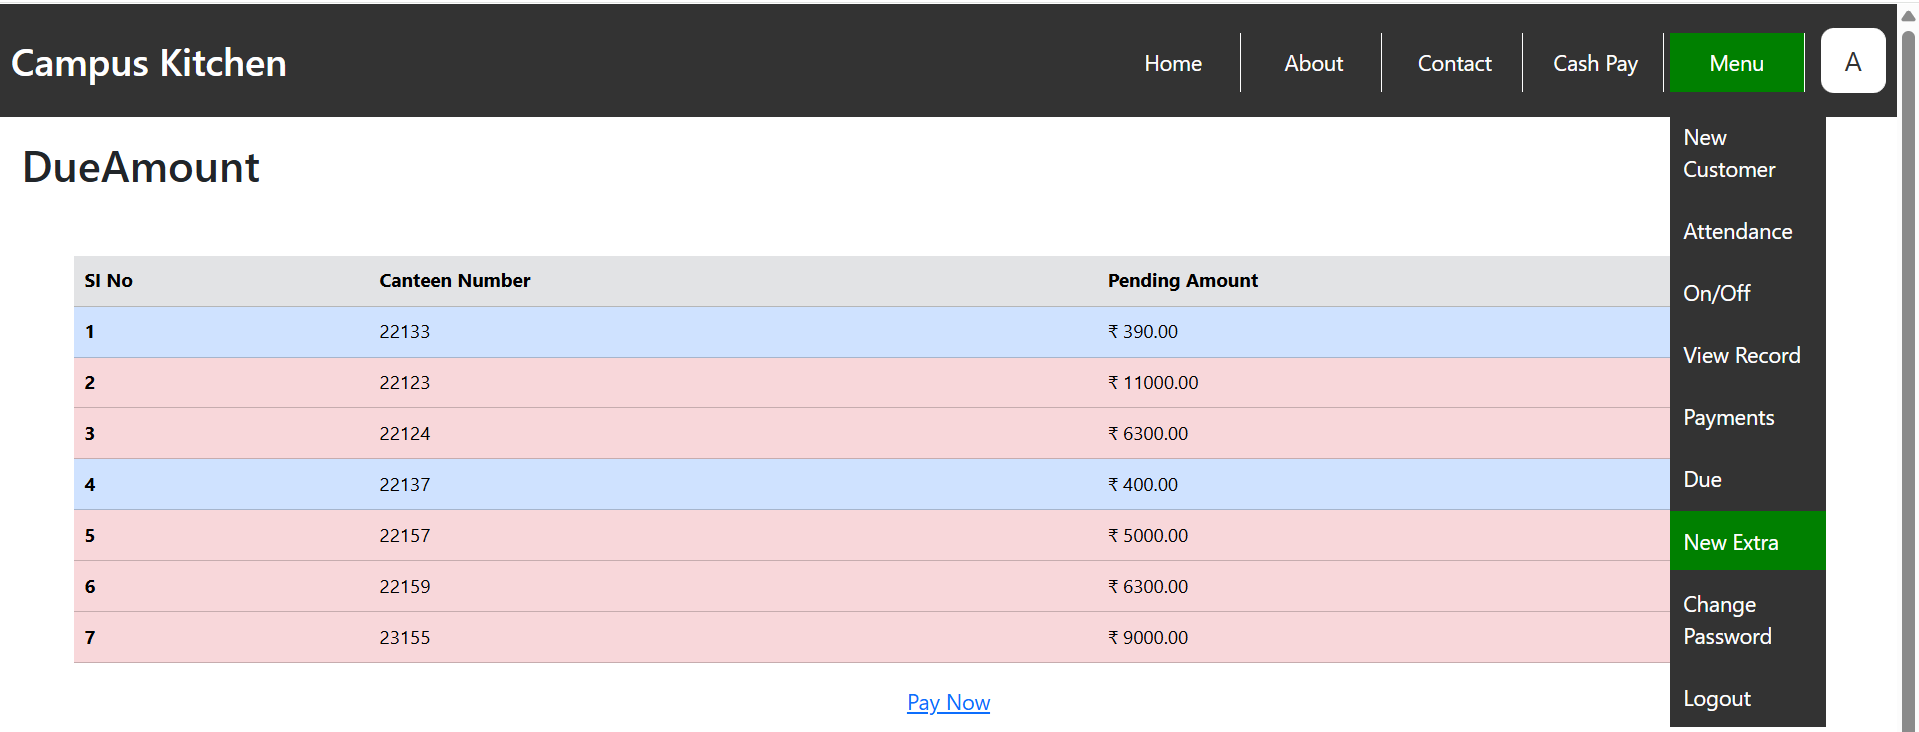 Campus Kitchen
Home About Contact Cash Pay Menu A
DueAmount
SI No Canteen Number Pending Amount
1 22133 ₹ 390.00
2 22123 ₹ 11000.00
3 22124 ₹ 6300.00
4 22137 ₹ 400.00
5 22157 ₹ 5000.00
6 22159 ₹ 6300.00
7 23155 ₹ 9000.00
Pay Now
New
Customer
Attendance
On/Off
View Record
Payments
Due
New Extra
Change
Password
Logout